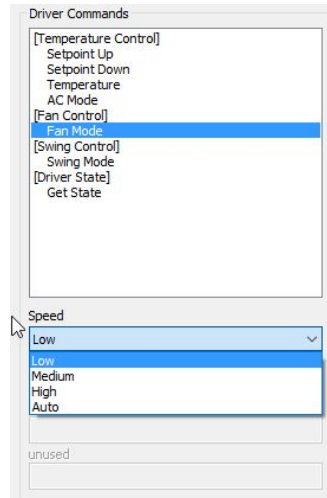 Driver Commands
[Temperature Control]
Setpoint Up
Setpoint Down
Temperature
AC Mode
[Fan Control]
Fan Mode
[Swing Control]
Swing Mode
[Driver State]
Get State
Speed
Low
Low
Medium
High
Auto
unused